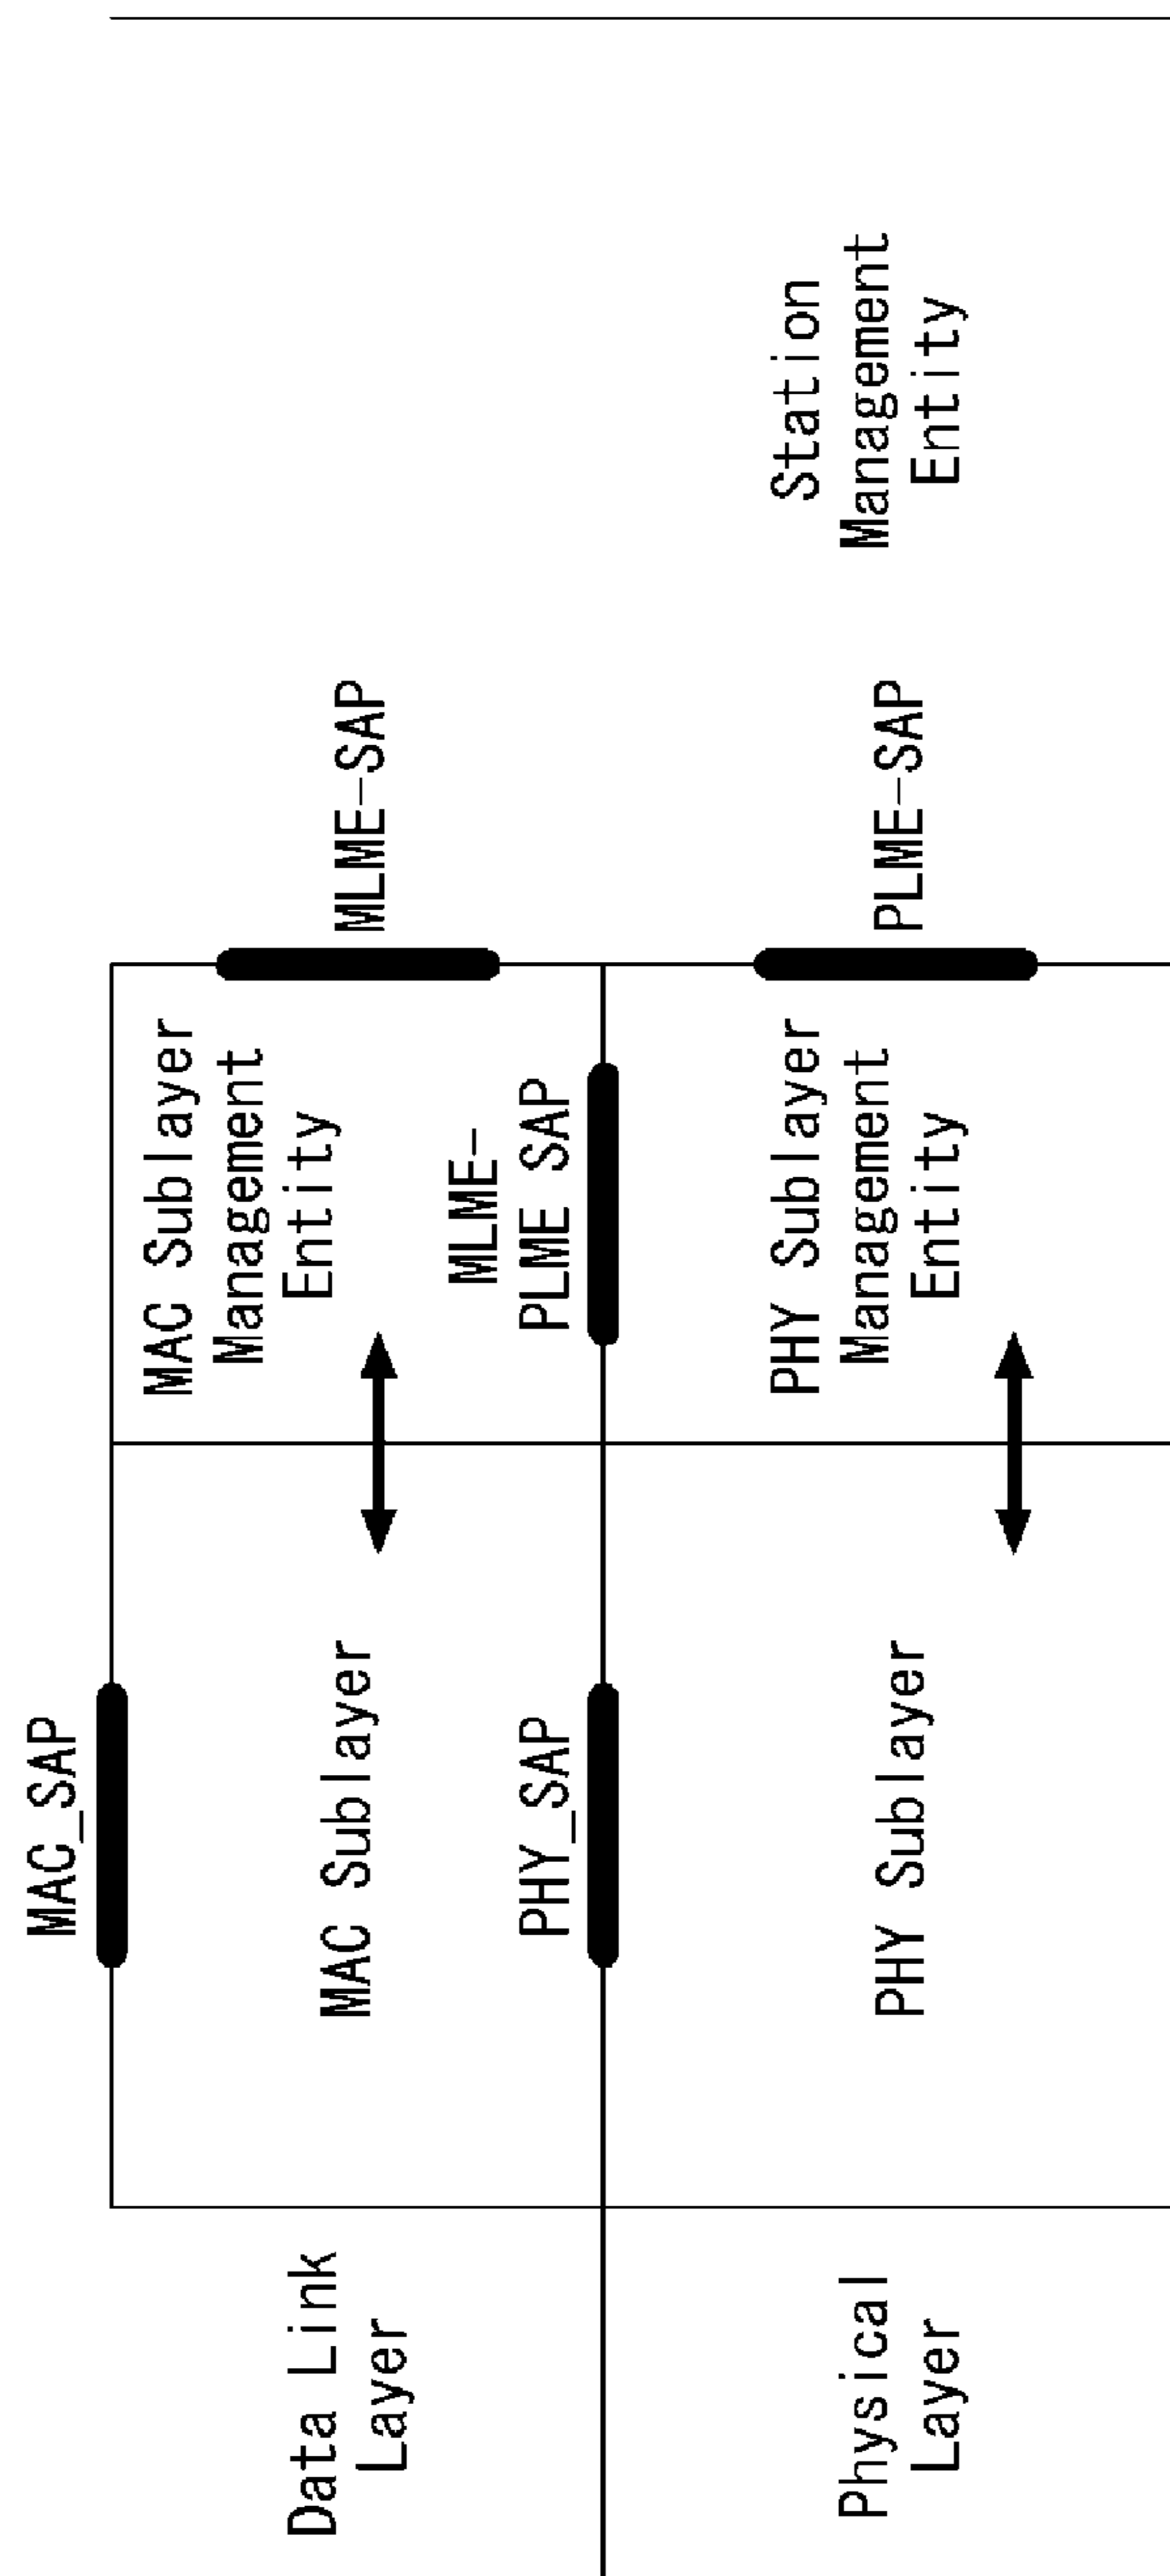 MAC_SAP
Data Link
Layer
MAC Sublayer
MAC Sublayer
Management
Entity
MLME-SAP
PHY_SAP
MLME-
PLME SAP
Physical
Layer
PHY Sublayer
PHY Sublayer
Management
Entity
PLME-SAP
Station
Management
Entity